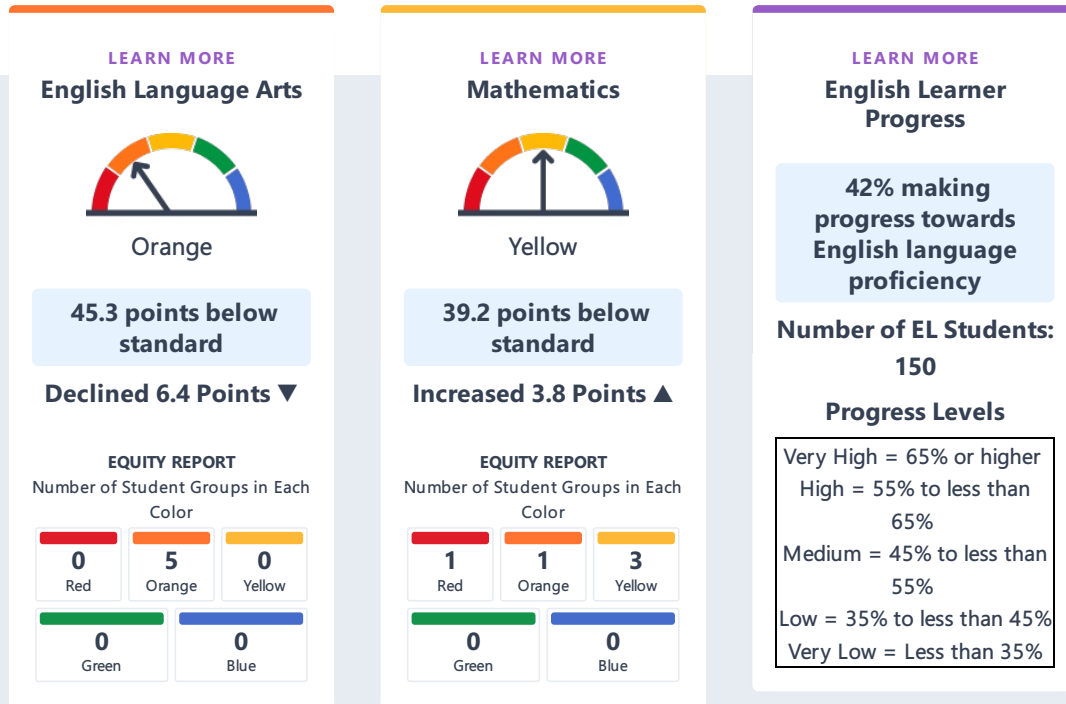 LEARN MORE
English Language Arts
Orange
45.3 points below
standard
Declined 6.4 Points ▼
EQUITY REPORT
Number of Student Groups in Each
Color
0
Red
5
Orange
0
Yellow
0
Green
0
Blue
LEARN MORE
Mathematics
Yellow
39.2 points below
standard
Increased 3.8 Points ▲
EQUITY REPORT
Number of Student Groups in Each
Color
1
Red
1
Orange
3
Yellow
0
Green
0
Blue
LEARN MORE
English Learner
Progress
42% making
progress towards
English language
proficiency
Number of EL Students:
150
Progress Levels
Very High = 65% or higher
High = 55% to less than
65%
Medium = 45% to less than
55%
Low = 35% to less than 45%
Very Low = Less than 35%